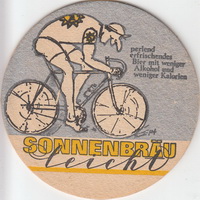 perlend
erfrischendes
Bier mit weniger
Alkohol und
weniger Kalorien
SONNENBRÄU
leicht